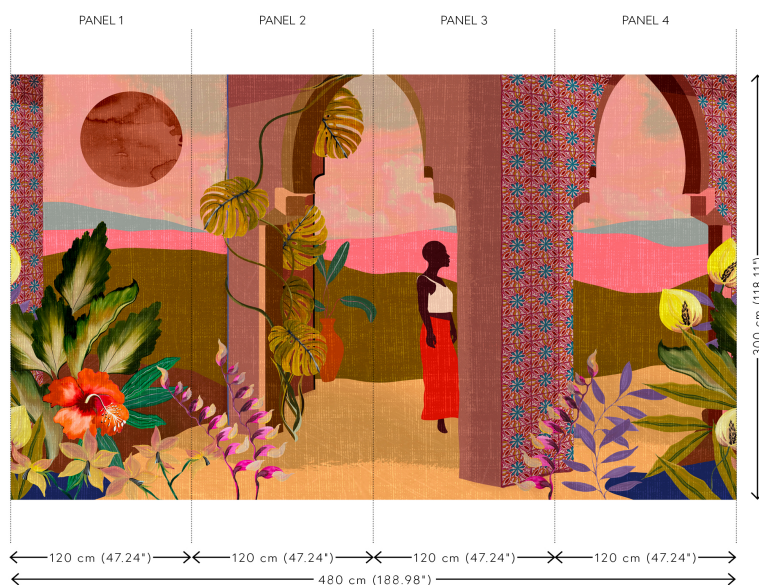 PANEL 1
PANEL 2
PANEL 3
PANEL 4
300 cm (118.11")
120 cm (47.24")
120 cm (47.24")
120 cm (47.24")
120 cm (47.24")
480 cm (188.98")